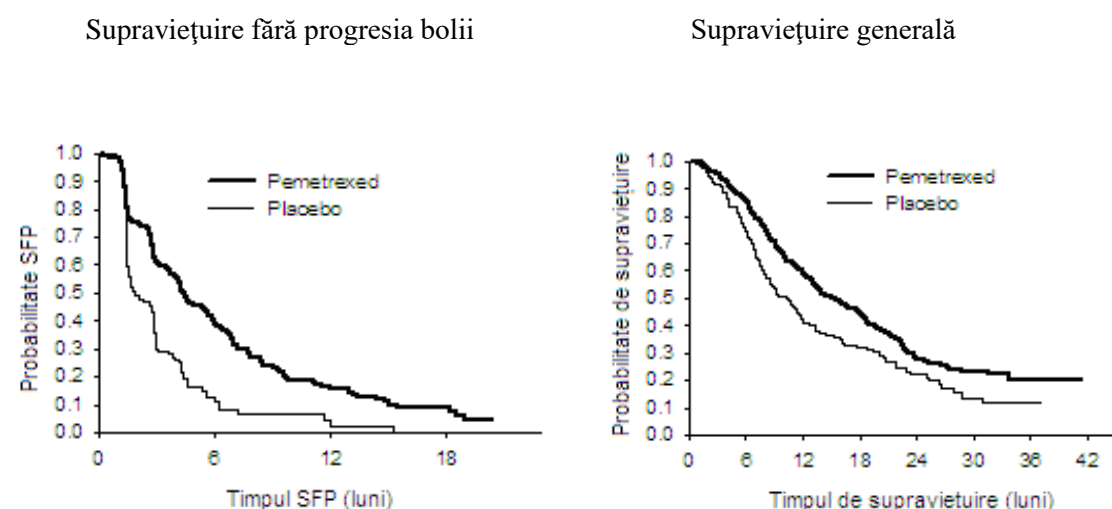 Supravieţuire fără progresia bolii
Supravieţuire generală
Probabilitate SFP
1.0
0.9
0.8
0.7
0.6
0.5
0.4
0.3
0.2
0.1
0.0
Pemetrexed
Placebo
0 6 12 18
Timpul SFP (luni)
Probabilitate de supravieţuire
1.0
0.9
0.8
0.7
0.6
0.5
0.4
0.3
0.2
0.1
0.0
Pemetrexed
Placebo
0 6 12 18 24 30 36 42
Timpul de supravietuire (luni)